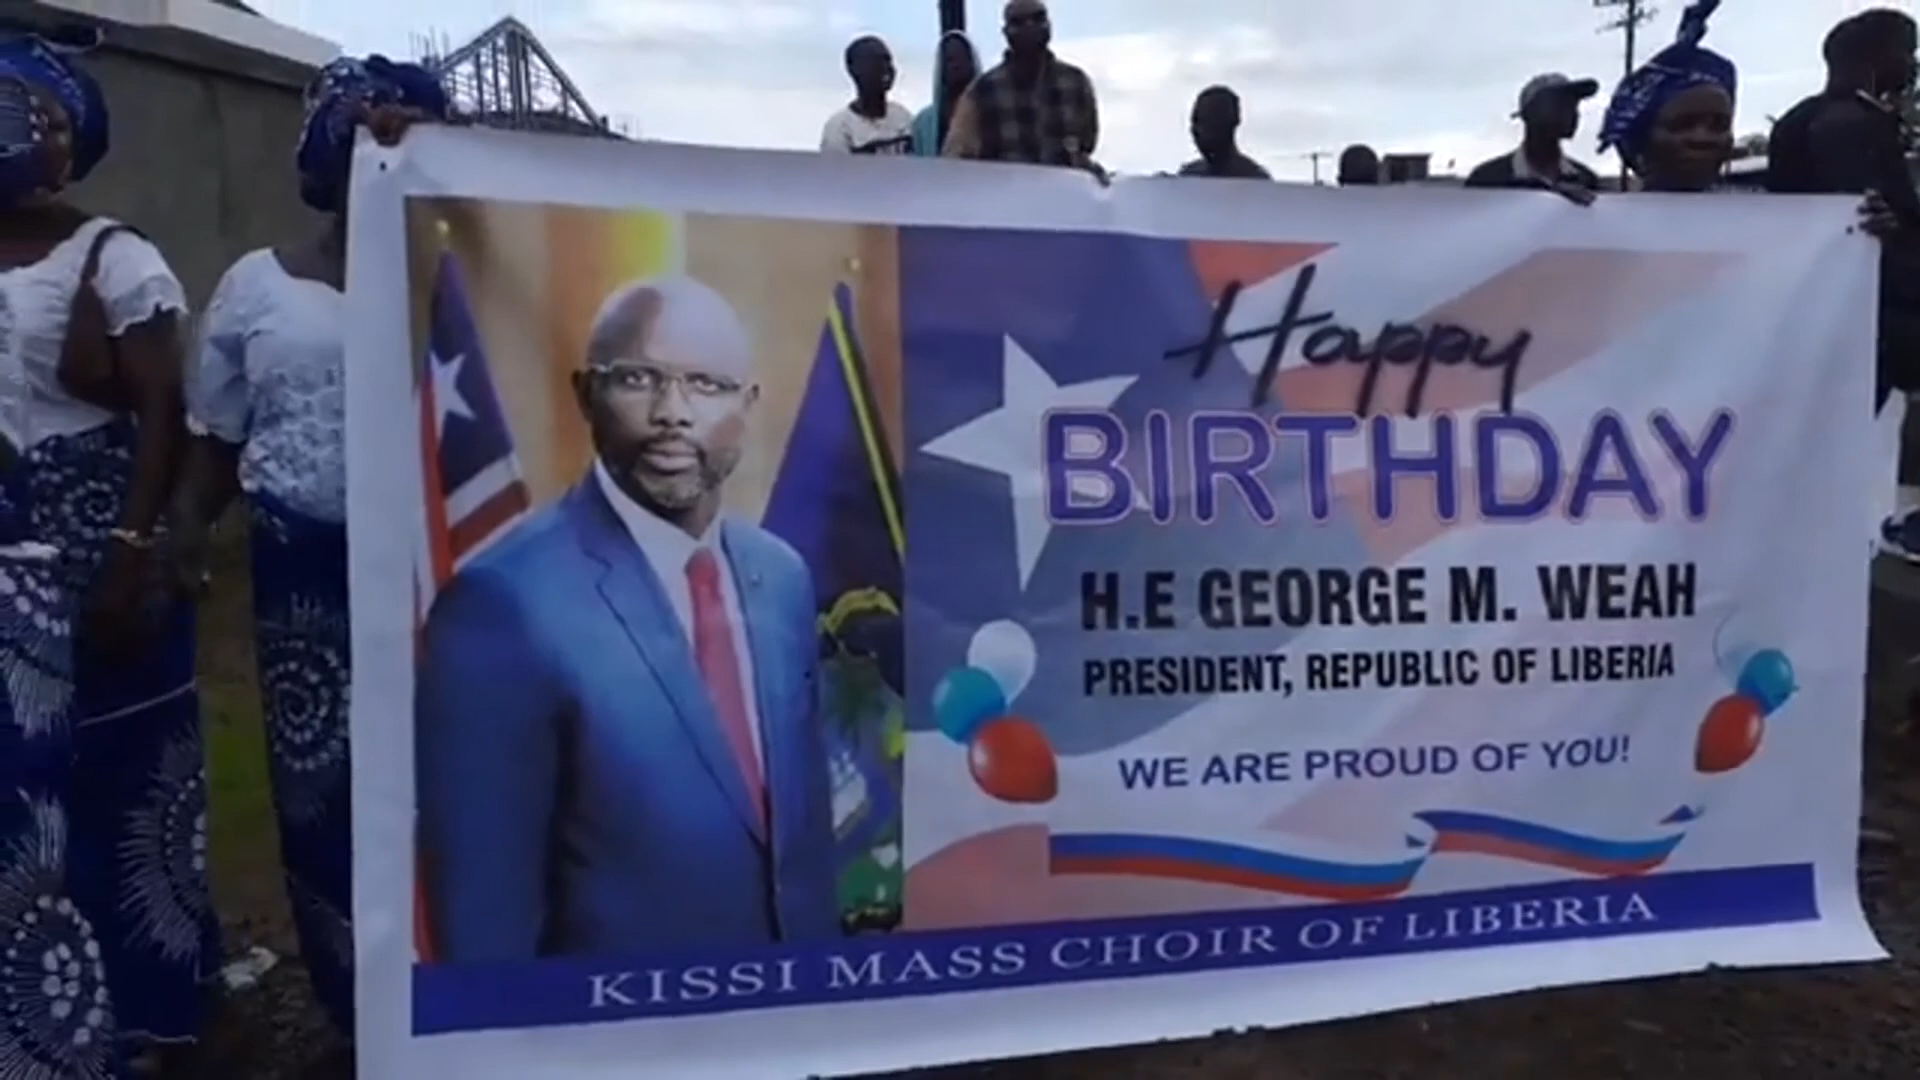 Happy
BIRTHDAY
H.E GEORGE M. WEAH
PRESIDENT, REPUBLIC OF LIBERIA
WE ARE PROUD OF YOU!
KISSI MASS CHOIR OF LIBERIA